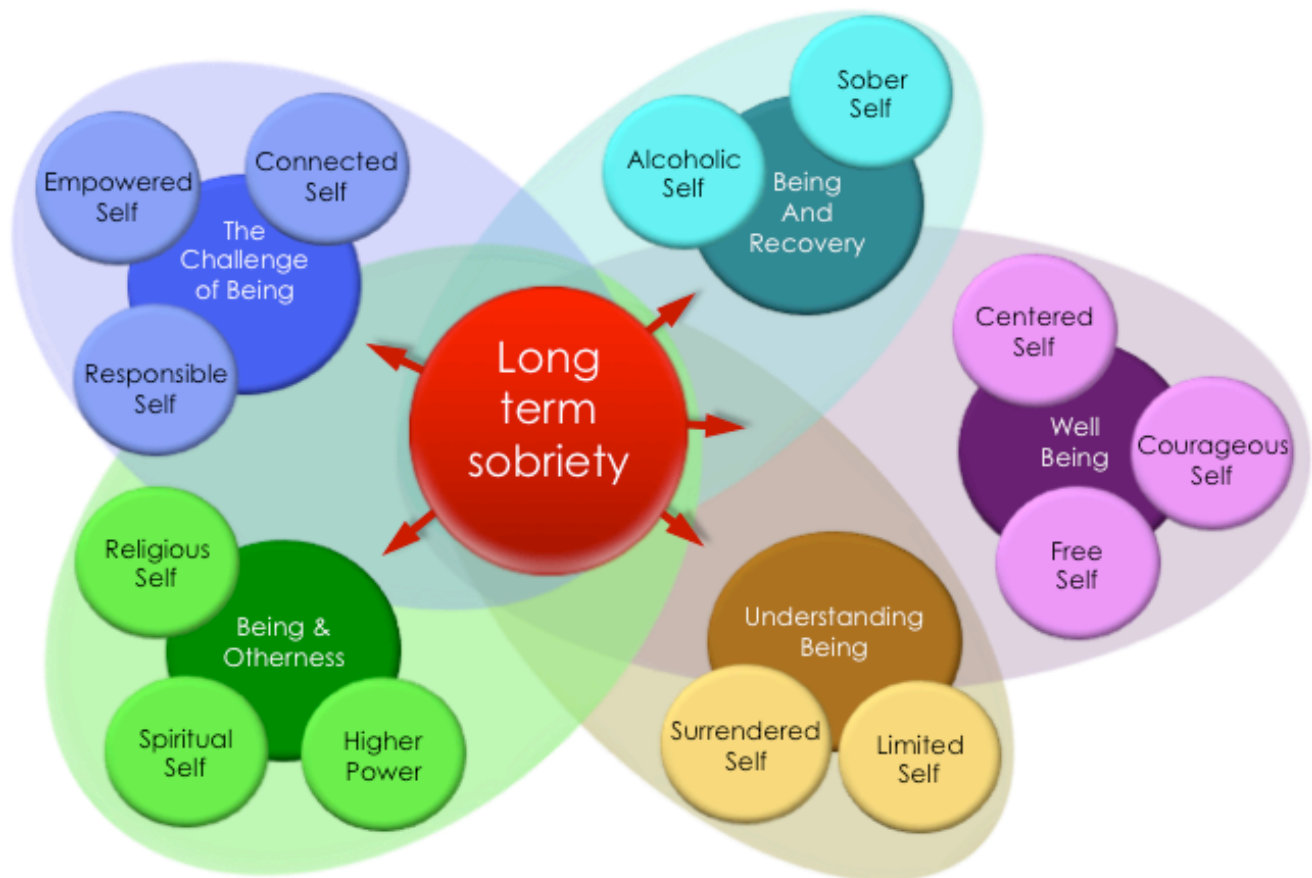 Long
term
sobriety
The
Challenge
of Being
Empowered
Self
Connected
Self
Responsible
Self
Being
And
Recovery
Alcoholic
Self
Sober
Self
Well
Being
Centered
Self
Courageous
Self
Free
Self
Understanding
Being
Surrendered
Self
Limited
Self
Being &
Otherness
Religious
Self
Spiritual
Self
Higher
Power